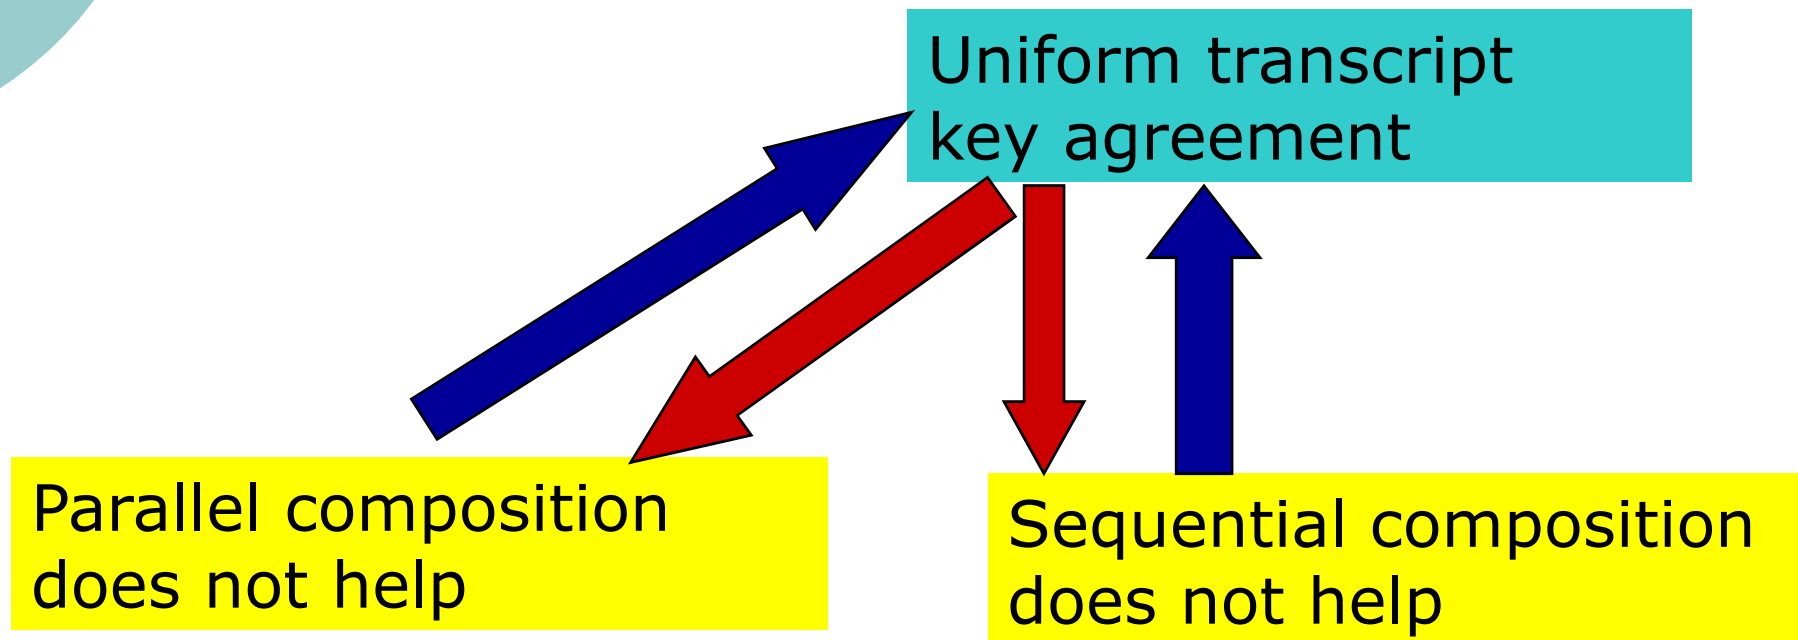 Uniform transcript
key agreement
Parallel composition
does not help
Sequential composition
does not help